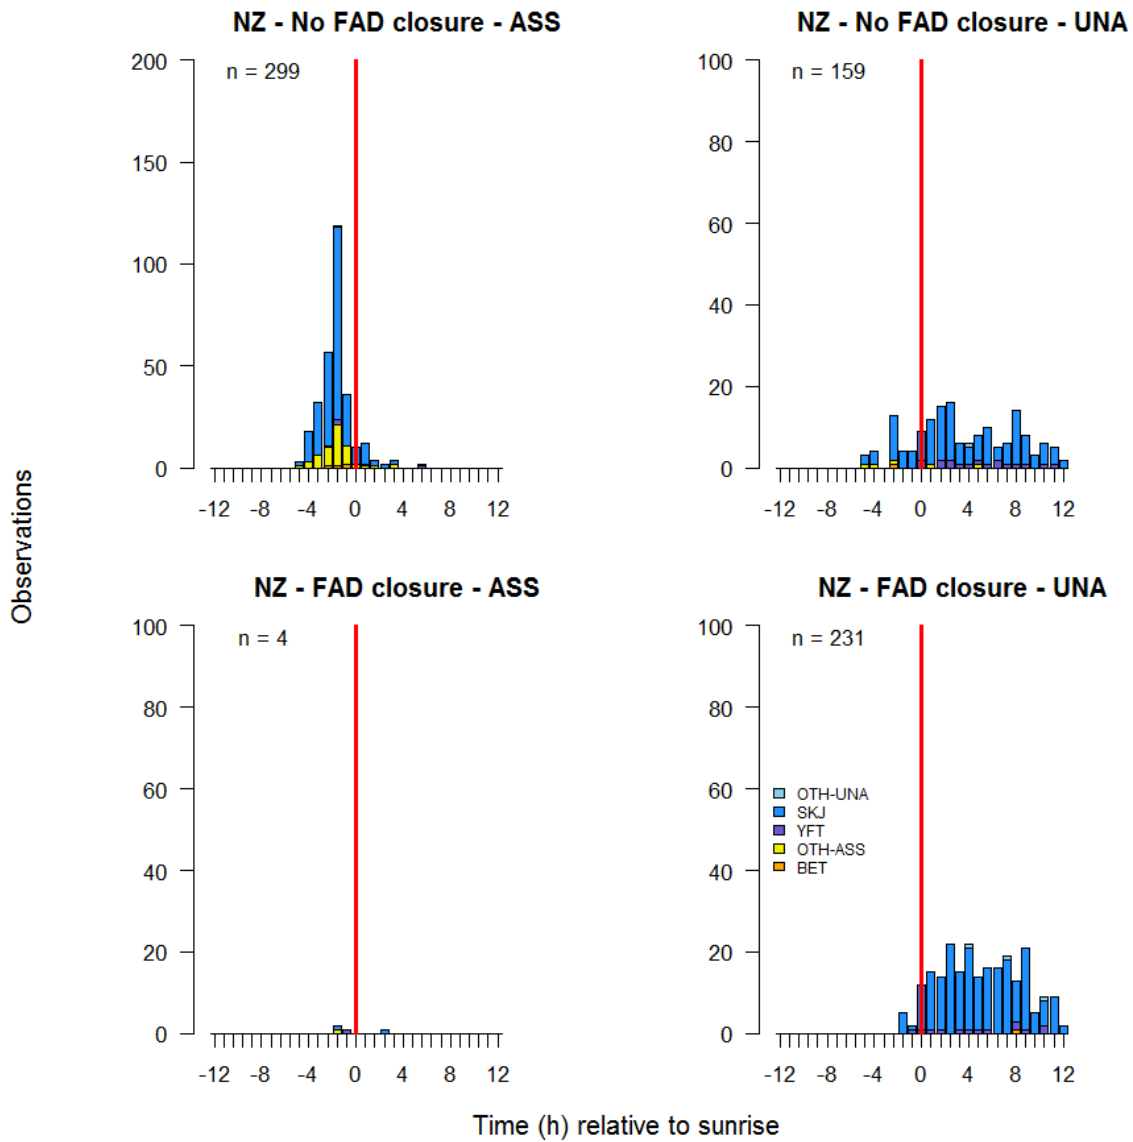 NZ - No FAD closure - ASS
n = 299
200
150
100
50
0
-12 -8 -4 0 4 8 12
NZ - No FAD closure - UNA
n = 159
100
80
60
40
20
0
-12 -8 -4 0 4 8 12
Observations
NZ - FAD closure - ASS
n = 4
100
80
60
40
20
0
-12 -8 -4 0 4 8 12
NZ - FAD closure - UNA
n = 231
100
80
60
40
20
0
OTH-UNA
SKJ
YFT
OTH-ASS
BET
-12 -8 -4 0 4 8 12
Time (h) relative to sunrise